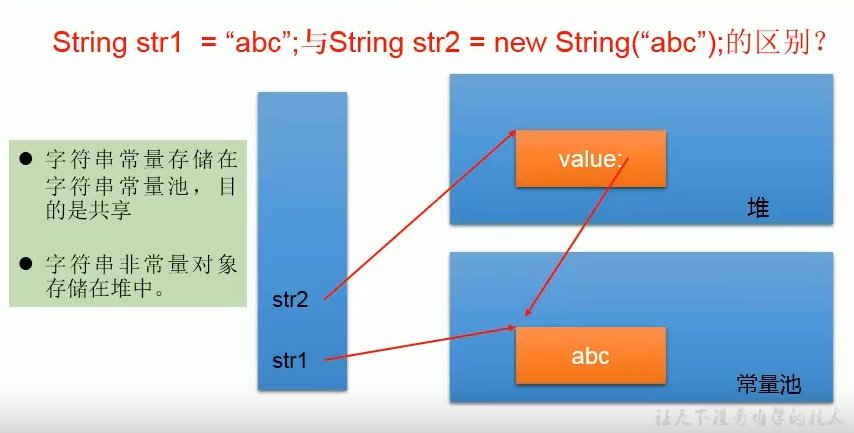 String str1 = “abc”;与String str2 = new String(“abc”);的区别？
● 字符串常量存储在
字符串常量池，目
的是共享
● 字符串非常量对象
存储在堆中。
str2
str1
value:
堆
abc
常量池
让天下没有难学的技术